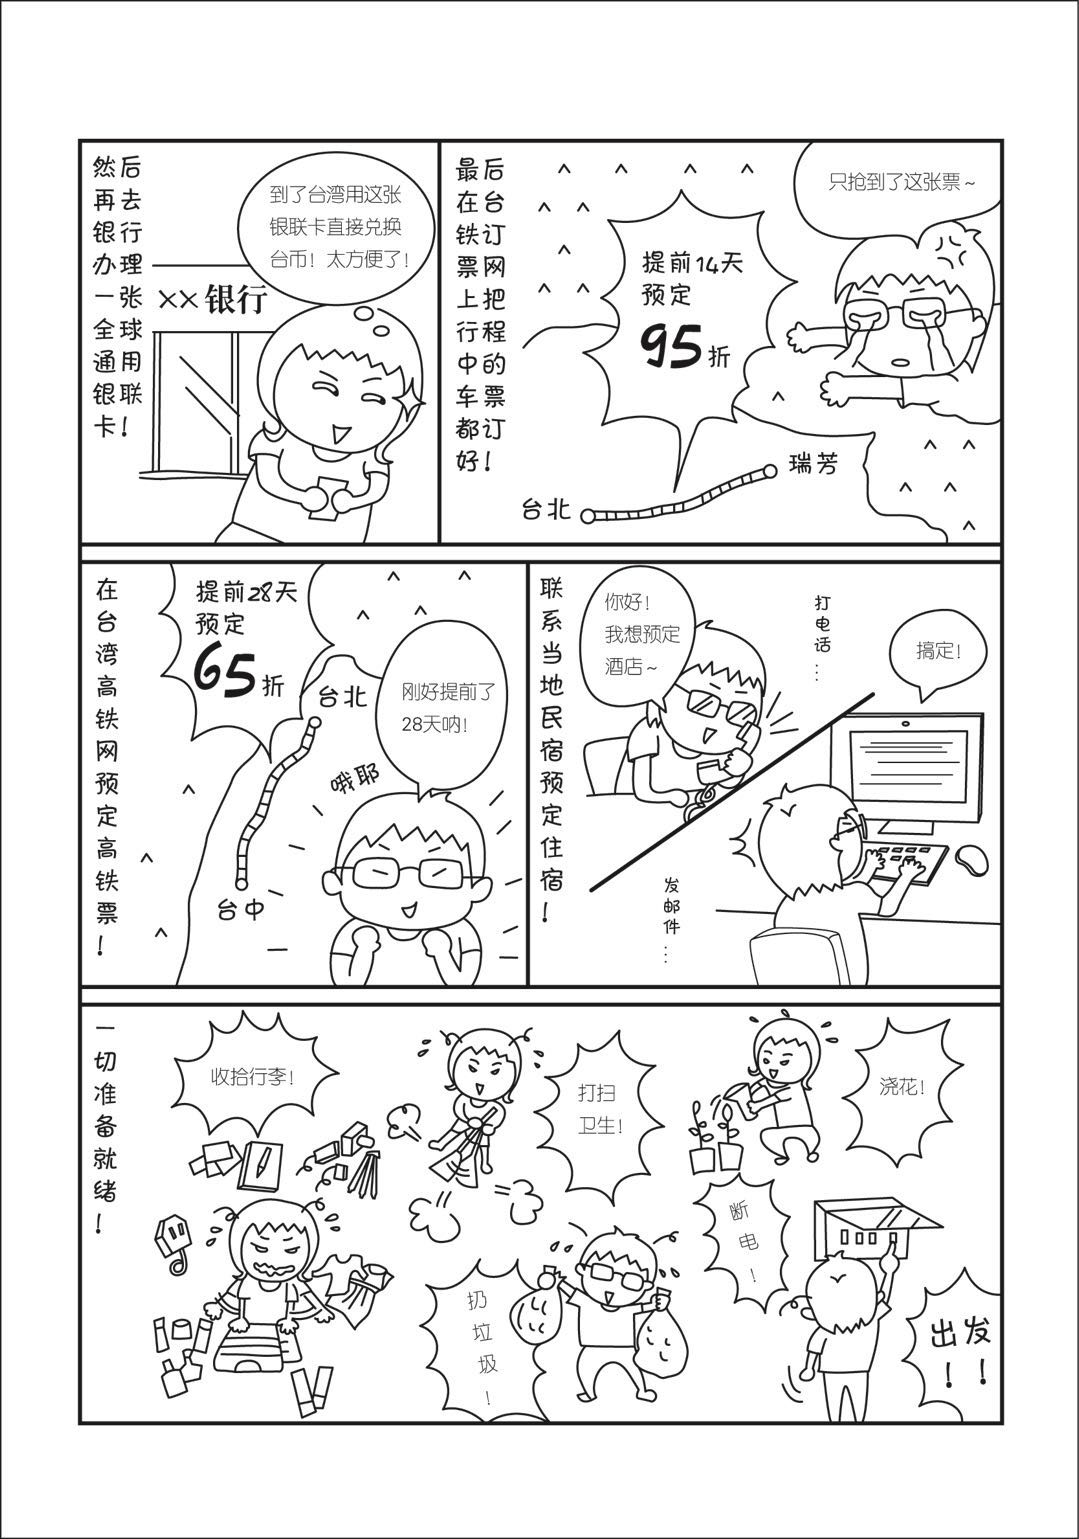 然后
再去
银行
办理
一张
全球
通用
银联
卡！
到了台湾用这张
银联卡直接兑换
台币！太方便了！
××银行
最后
在台
铁订
票网
上把
行程
中的
车票
都订
好！
提前14天
预定
95折
只抢到了这张票~
瑞芳
台北
在台湾高铁网预定高铁票！
提前28天
预定
65折
台北
台中
刚好提前了
28天呐！
哦耶
联系当地民宿预定住宿！
你好！
我想预定
酒店~
打电话…
搞定！
发邮件…
一切准备就绪！
收拾行李！
打扫
卫生！
浇花！
扔垃圾！
断电！
出发！！